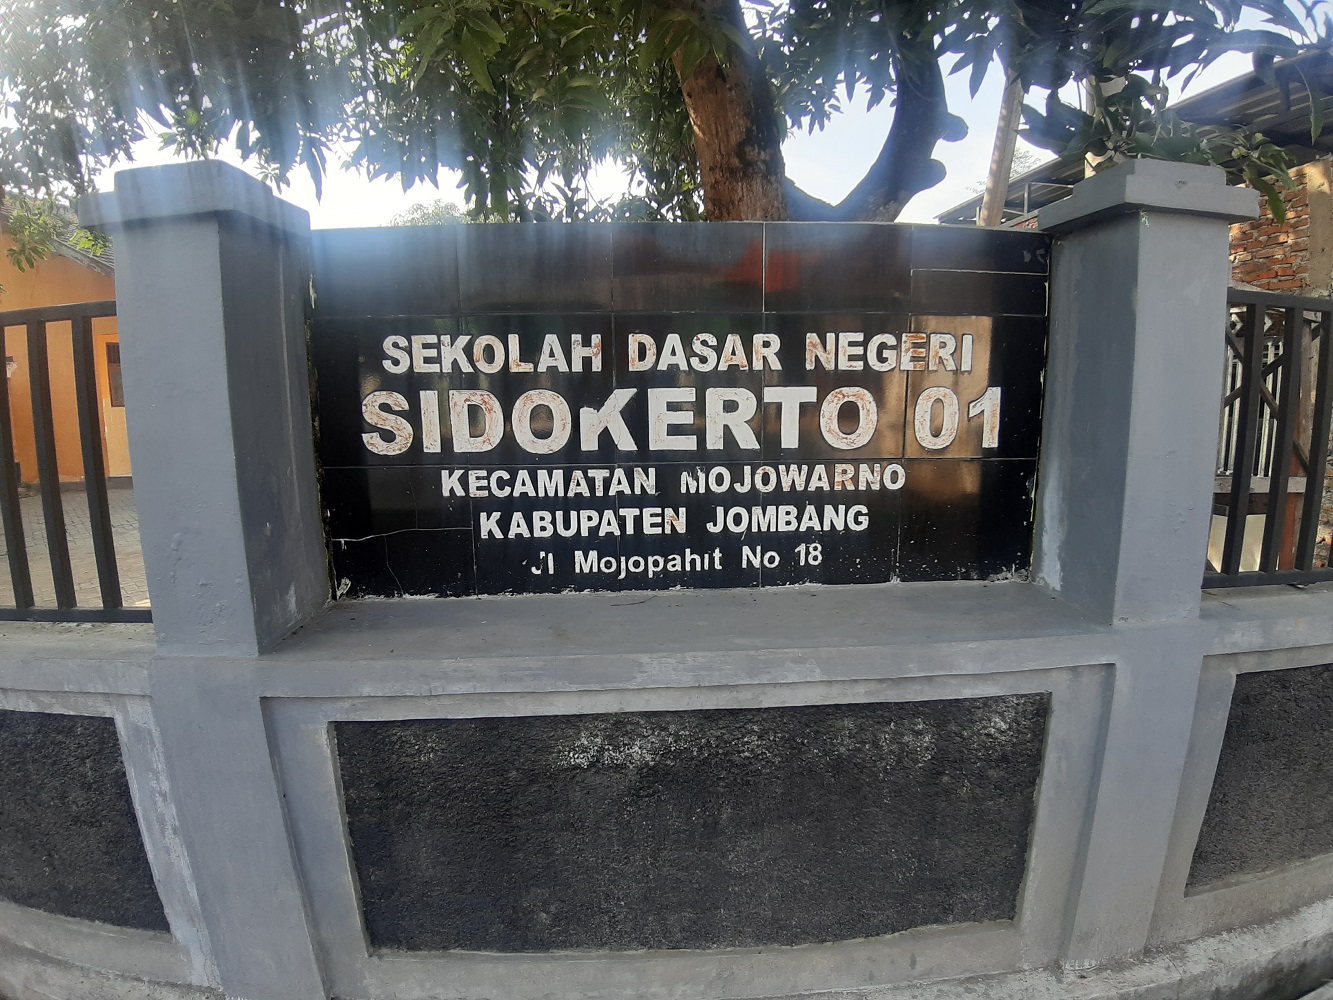 SEKOLAH DASAR NEGERI
SIDOKERTO 01
KECAMATAN MOJOWARNO
KABUPATEN JOMBANG
Jl Mojopahit No 18